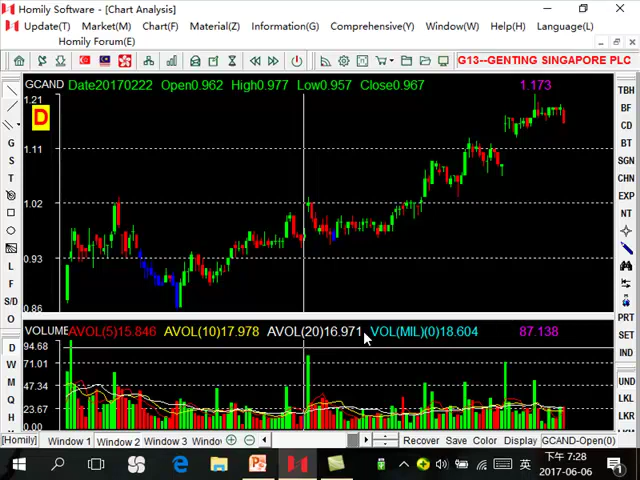 Homily Software - [Chart Analysis]
Update(T) Market(M) Chart(F) Material(Z) Information(G) Comprehensive(Y) Window(W) Help(H) Language(L)
Homily Forum(E)
G13--GENTING SINGAPORE PLC
GCAND Date20170222 Open0.962 High0.977 Low0.957 Close0.967 1.173
1.21
D
1.11
1.02
0.93
0.86
VOLUME AVOL(5)15.846 AVOL(10)17.978 AVOL(20)16.971 VOL(MIL)(0)18.604 87.138
94.68
71.01
47.34
23.67
0.00
G
S
T
L
F
S/D
O
D
W
M
Q
H
TBH
BF
CD
BT
SGN
CHN
EXP
NT
PRT
SET
IND
UND
LKL
LKR
[Homily] Window 1 Window 2 Window 3 Recover Save Color Display GCAND-Open(0)
英 下午 7:28
2017-06-06